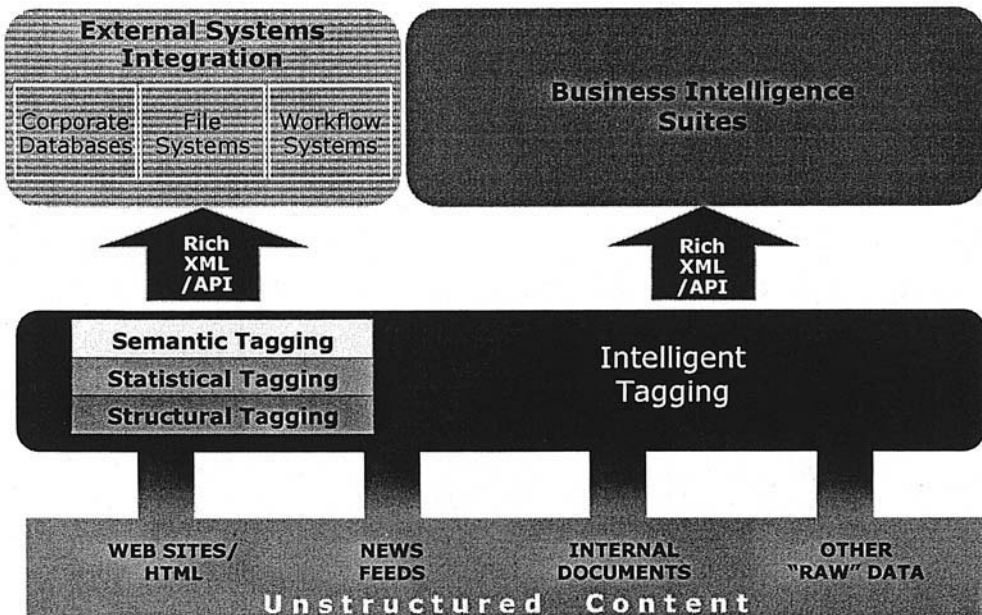 External Systems
Integration
Corporate
Databases
File
Systems
Workflow
Systems
Business Intelligence
Suites
Rich
XML
/API
Rich
XML
/API
Semantic Tagging
Statistical Tagging
Structural Tagging
Intelligent
Tagging
WEB SITES/
HTML
NEWS
FEEDS
INTERNAL
DOCUMENTS
OTHER
“RAW” DATA
Unstructured Content